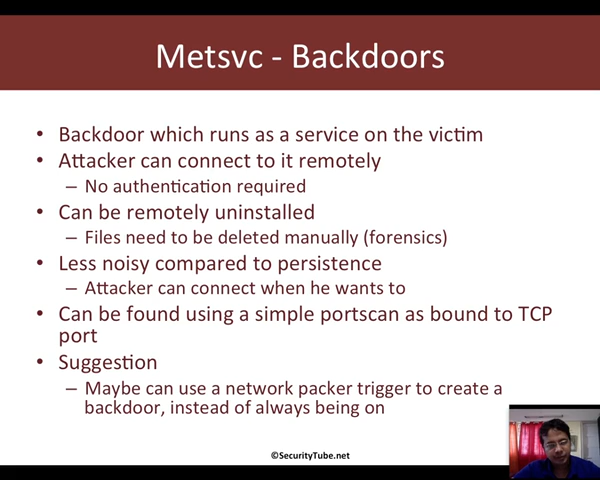 Metsvc - Backdoors
• Backdoor which runs as a service on the victim
• Attacker can connect to it remotely
– No authentication required
• Can be remotely uninstalled
– Files need to be deleted manually (forensics)
• Less noisy compared to persistence
– Attacker can connect when he wants to
• Can be found using a simple portscan as bound to TCP
port
• Suggestion
– Maybe can use a network packer trigger to create a
backdoor, instead of always being on
©SecurityTube.net